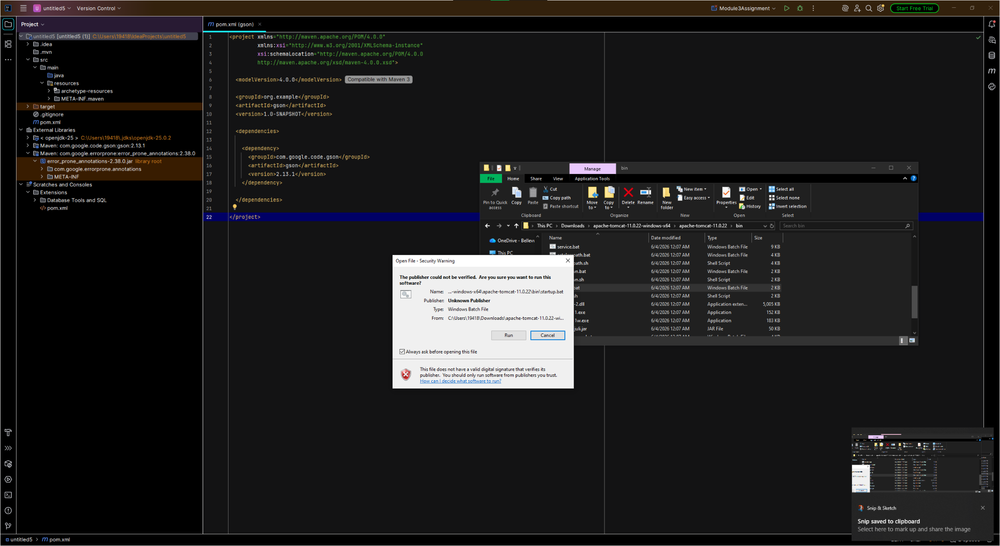 U untitled5 Version Control
Module3Assignment
Start Free Trial
Project
pom.xml (gson)
untitled5 [untitled5 (1)] C:\Users\19418\IdeaProjects\untitled5
.idea
.mvn
src
main
java
resources
archetype-resources
META-INF.maven
target
.gitignore
pom.xml
External Libraries
< openjdk-25 > C:\Users\19418\.jdks\openjdk-25.0.2
Maven: com.google.code.gson:gson:2.13.1
Maven: com.google.errorprone:error_prone_annotations:2.38.0
error_prone_annotations-2.38.0.jar library root
com.google.errorprone.annotations
META-INF
Scratches and Consoles
Extensions
Database Tools and SQL
pom.xml
1 <project xmlns="http://maven.apache.org/POM/4.0.0"
2 xmlns:xsi="http://www.w3.org/2001/XMLSchema-instance"
3 xsi:schemaLocation="http://maven.apache.org/POM/4.0.0
4 http://maven.apache.org/xsd/maven-4.0.0.xsd">
5
6 <modelVersion>4.0.0</modelVersion> Compatible with Maven 3
7
8 <groupId>org.example</groupId>
9 <artifactId>gson</artifactId>
10 <version>1.0-SNAPSHOT</version>
11
12 <dependencies>
13
14 <dependency>
15 <groupId>com.google.code.gson</groupId>
16 <artifactId>gson</artifactId>
17 <version>2.13.1</version>
18 </dependency>
19
20 </dependencies>
21
22 </project>
Manage bin
File Home Share View Application Tools
Pin to Quick access
Copy
Paste
Cut
Copy path
Paste shortcut
Clipboard
Move to
Copy to
Delete
Rename
Organize
New folder
New item
Easy access
New
Properties
Open
Edit
History
Open
Select all
Select none
Invert selection
Select
This PC Downloads apache-tomcat-11.0.22-windows-x64 apache-tomcat-11.0.22 bin
Search bin
OneDrive - Bellev
This PC
Name Date modified Type Size
service.bat 6/4/2026 12:07 AM Windows Batch File 9 KB
path.bat 6/4/2026 12:07 AM Windows Batch File 4 KB
path.sh 6/4/2026 12:07 AM Shell Script 4 KB
n.bat 6/4/2026 12:07 AM Windows Batch File 2 KB
n.sh 6/4/2026 12:07 AM Shell Script 2 KB
bat 6/4/2026 12:07 AM Windows Batch File 2 KB
sh 6/4/2026 12:07 AM Shell Script 2 KB
-2.dll 6/4/2026 12:07 AM Application exten... 5,005 KB
1.exe 6/4/2026 12:07 AM Application 152 KB
1w.exe 6/4/2026 12:07 AM Application 183 KB
juli.jar 6/4/2026 12:07 AM JAR File 50 KB
Open File - Security Warning
The publisher could not be verified. Are you sure you want to run this
software?
Name: ...-windows-x64\apache-tomcat-11.0.22\bin\startup.bat
Publisher: Unknown Publisher
Type: Windows Batch File
From: C:\Users\19418\Downloads\apache-tomcat-11.0.22-wi...
Run Cancel
Always ask before opening this file
This file does not have a valid digital signature that verifies its
publisher. You should only run software from publishers you trust.
How can I decide what software to run?
Snip & Sketch
Snip saved to clipboard
Select here to mark up and share the image
untitled5 > pom.xml